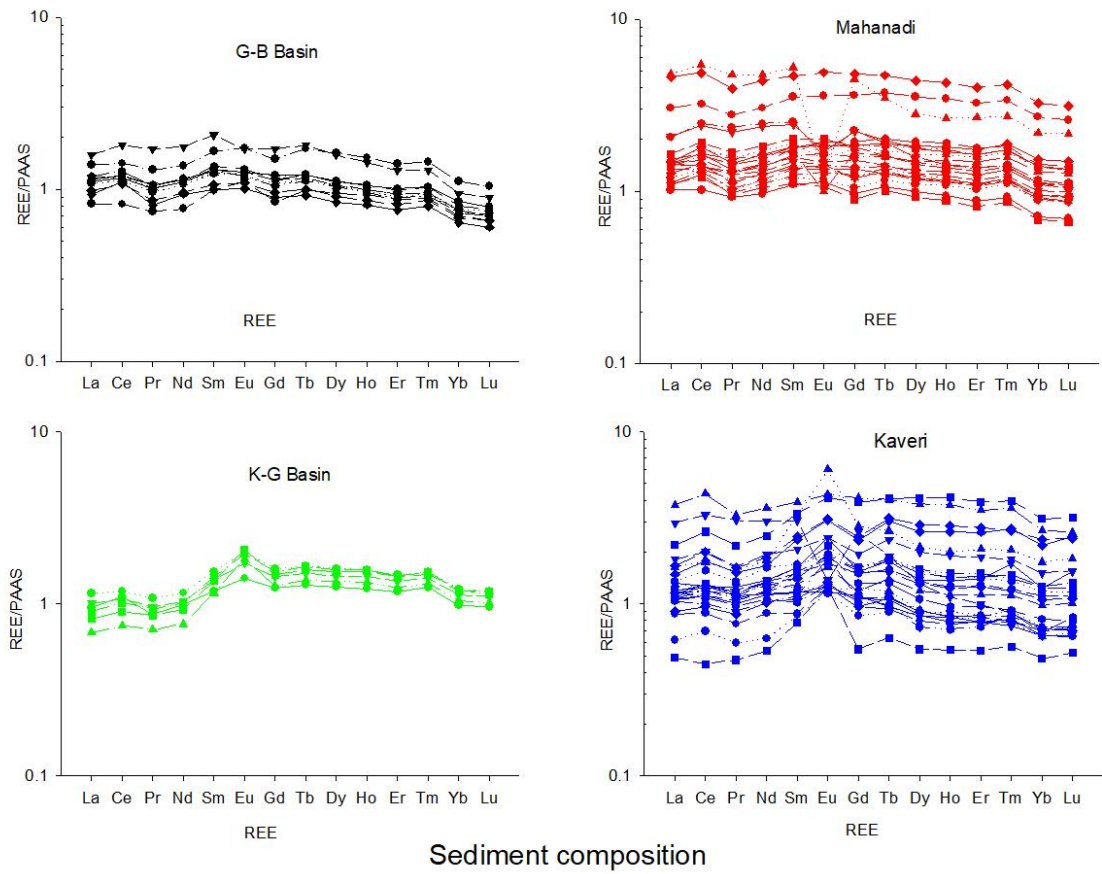 G-B Basin
10
1
0.1
REE/PAAS
REE
La Ce Pr Nd Sm Eu Gd Tb Dy Ho Er Tm Yb Lu
Mahanadi
10
1
0.1
REE/PAAS
REE
La Ce Pr Nd Sm Eu Gd Tb Dy Ho Er Tm Yb Lu
K-G Basin
10
1
0.1
REE/PAAS
La Ce Pr Nd Sm Eu Gd Tb Dy Ho Er Tm Yb Lu
REE
Kaveri
10
1
0.1
REE/PAAS
La Ce Pr Nd Sm Eu Gd Tb Dy Ho Er Tm Yb Lu
REE
Sediment composition